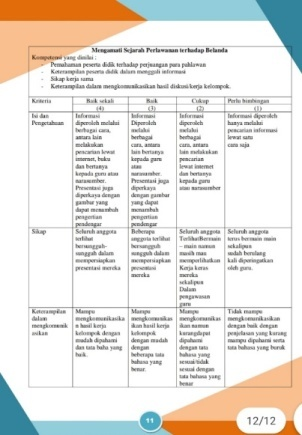 Mengamati Sejarah Perlawanan terhadap Belanda
Kompetensi yang dinilai :
- Pemahaman peserta didik terhadap perjuangan para pahlawan
- Keterampilan peserta didik dalam menggali informasi
- Sikap kerja sama
- Keterampilan dalam mengkomunikasikan hasil diskusi/kerja kelompok.
Kriteria Baik sekali Baik Cukup Perlu bimbingan
(4) (3) (2) (1)
Isi dan
Pengetahuan
Informasi
diperoleh melalui
berbagai cara,
antara lain
melakukan
pencarian lewat
internet, buku
dan bertanya
kepada guru
atau
narasumber.
Presentasi juga
diperkaya
dengan gambar
yang dapat
menambah
pengertian
pendengar
Informasi
Diperoleh
melalui
berbagai
cara, antara
lain bertanya
kepada guru
atau
narasumber.
Presentasi juga
diperkaya
dengan gambar
yang dapat
menambah
pengertian
pendengar
Informasi
diperoleh
melalui
berbagai
cara, antara
lain melakukan
pencarian
lewat internet
dan bertanya
kepada guru
atau narasumber
Informasi diperoleh
hanya melalui
pencarian informasi
lewat satu
cara saja
Sikap
Seluruh anggota
terlihat
bersungguh-
sungguh dalam
mempersiapkan
presentasi mereka
Beberapa
anggota terlihat
bersungguh-
sungguh dalam
mempersiapkan
presentasi
mereka
Seluruh anggota
TerlihatBermain
– main namun
masih mau
memperlihatkan
Kerja keras
mereka
sekalipun
Dalam
pengawasan
guru
Seluruh anggota
terus bermain main
sekalipun
sudah berulang
kali diperingatkan
oleh guru.
Keterampilan
dalam
mengkomunik
asikan
Mampu
mengkomunikasika
n hasil kerja
kelompok dengan
mudah dipahami
dan tata baha yang
baik.
Mampu
mengkomunikas
ikan hasil kerja
kelompok
dengan mudah
dengan
beberapa tata
bahasa yang
benar.
Mampu
mengkomunikas
ikan namun
kurangdapat
dipahami
dengan tata
bahasa yang
sesuai/tidak
sesuai dengan
tata bahasa yang
benar
Tidak mampu
mengkomunikasikan
dengan baik dengan
penjelasan yang kurang
mampu dipahami serta
tata bahasa yang buruk
11
12/12